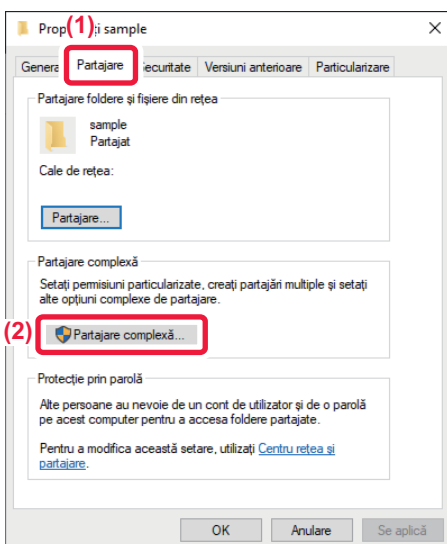 (1)
Prop ți sample
Genera Partajare ecuritate Versiuni anterioare Particularizare
Partajare foldere și fișiere din rețea
sample
Partajat
Cale de rețea:
Partajare...
Partajare complexă
Setați permisiuni particularizate, creați partajări multiple și setați
alte opțiuni complexe de partajare.
(2)
Partajare complexă...
Protecție prin parolă
Alte persoane au nevoie de un cont de utilizator și de o parolă
pe acest computer pentru a accesa foldere partajate.
Pentru a modifica această setare, utilizați Centru rețea și
partajare.
OK Anulare Se aplică